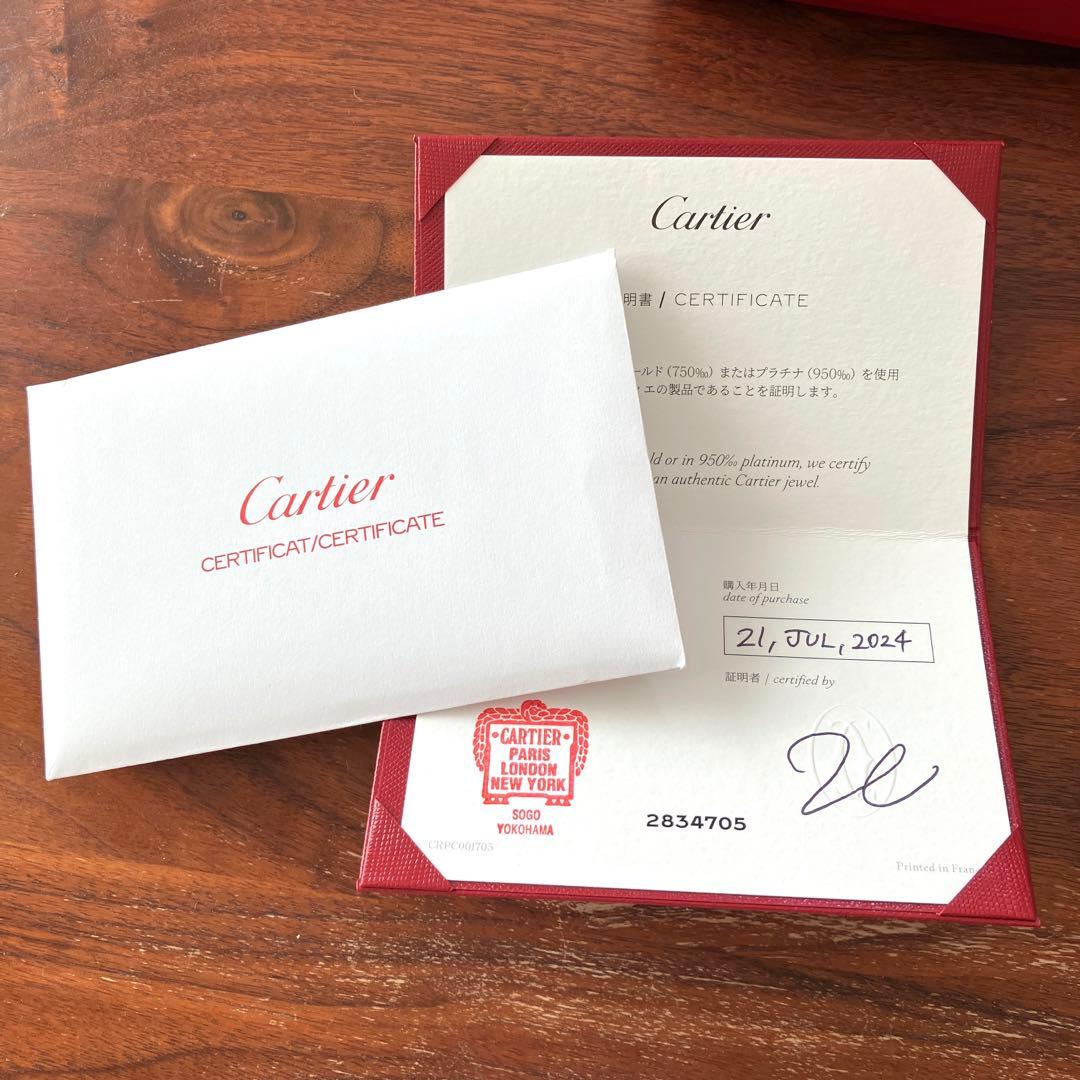 Cartier
明書 / CERTIFICATE
ールド (750‰) またはプラチナ (950‰) を使用
ィエの製品であることを証明します。
ld or in 950‰ platinum, we certify
an authentic Cartier jewel.
Cartier
CERTIFICAT/CERTIFICATE
購入年月日
date of purchase
21, JUL, 2024
証明者 / certified by
CARTIER
PARIS
LONDON
NEW YORK
SOGO
YOKOHAMA
2834705
CRPC001705
Printed in Fran